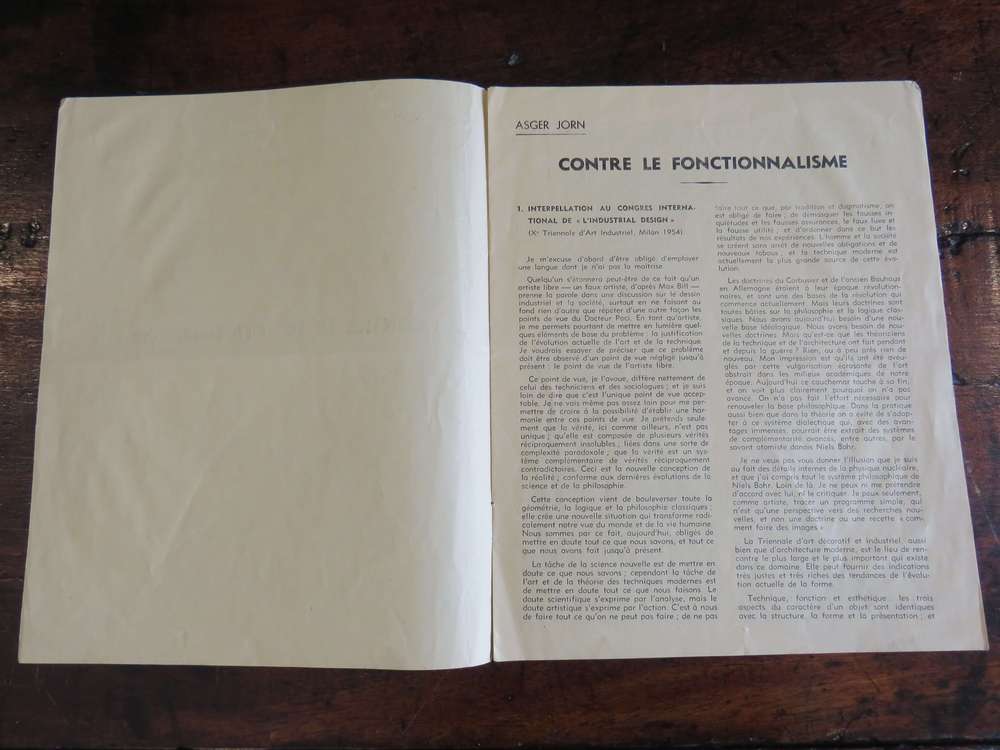 ASGER JORN
CONTRE LE FONCTIONNALISME
1. INTERPELLATION AU CONGRES INTERNA-
TIONAL DE « L'INDUSTRIAL DESIGN »
(Xe Triennale d'Art Industriel, Milan 1954)
Je m'excuse d'abord d'être obligé d'employer
une langue dont je n'ai pas la maîtrise.
Quelqu'un s'étonnera peut-être de ce fait qu'un
artiste libre — un faux artiste, d'après Max Bill —
prenne la parole dans une discussion sur le dessin
industriel et la société, surtout en ne faisant au
fond rien d'autre que répéter d'une autre façon les
points de vue du Docteur Paci. En tant qu'artiste,
je me permets pourtant de mettre en lumière quel-
ques éléments de base du problème : la justification
de l'évolution actuelle de l'art et de la technique.
Je voudrais essayer de préciser que ce problème
doit être observé d'un point de vue négligé jusqu'à
présent : le point de vue de l'artiste libre.
Ce point de vue, je l'avoue, diffère nettement de
celui des techniciens et des sociologues ; et je suis
loin de dire que c'est l'unique point de vue accep-
table. Je ne vais même pas assez loin pour me per-
mettre de croire à la possibilité d'établir une har-
monie entre ces points de vue. Je prétends seule-
ment que la vérité, ici comme ailleurs, n'est pas
unique ; qu'elle est composée de plusieurs vérités
réciproquement insolubles ; liées dans une sorte de
complexité paradoxale ; que la vérité est un sys-
tème complémentaire de vérités réciproquement
contradictoires. Ceci est la nouvelle conception de
la réalité ; conforme aux dernières évolutions de la
science et de la philosophie.
Cette conception vient de bouleverser toute la
géométrie, la logique et la philosophie classiques ;
elle crée une nouvelle situation qui transforme radi-
calement notre vue du monde et de la vie humaine.
Nous sommes par ce fait, aujourd'hui, obligés de
mettre en doute tout ce que nous savons, et tout ce
que nous avons fait jusqu'à présent.
La tâche de la science nouvelle est de mettre en
doute ce que nous savons ; cependant la tâche de
l'art et de la théorie des techniques modernes est
de mettre en doute tout ce que nous faisons. Le
doute scientifique s'exprime par l'analyse, mais le
doute artistique s'exprime par l'action. C'est à nous
de faire tout ce qu'on ne peut pas faire ; de ne pas
faire tout ce que, par tradition et dogmatisme, on
est obligé de faire ; de démasquer les fausses in-
quiétudes et les fausses assurances, le faux luxe et
la fausse utilité ; et d'ordonner dans ce but les
résultats de nos expériences. L'homme et la société
se créent sans arrêt de nouvelles obligations et de
nouveaux tabous ; et la technique moderne est
actuellement la plus grande source de cette évo-
lution.
Les doctrines du Corbusier et de l'ancien Bauhaus
en Allemagne étaient à leur époque révolution-
naires, et sont une des bases de la révolution qui
commence actuellement. Mais leurs doctrines sont
toutes bâties sur la philosophie et la logique clas-
siques. Nous avons aujourd'hui besoin d'une nou-
velle base idéologique. Nous avons besoin de nou-
velles doctrines. Mais qu'est-ce que les théoriciens
de la technique et de l'architecture ont fait pendant
et depuis la guerre ? Rien, ou à peu près rien de
nouveau. Mon impression est qu'ils ont été aveu-
glés par cette vulgarisation écrasante de l'art
abstrait dans les milieux académiques de notre
époque. Aujourd'hui ce cauchemar touche à sa fin,
et on voit plus clairement pourquoi on n'a pas
avancé. On n'a pas fait l'effort nécessaire pour
renouveler la base philosophique. Dans la pratique
aussi bien que dans la théorie on a évité de s'adap-
ter à ce système dialectique qui, avec des avan-
tages immenses, pourrait être extrait des systèmes
de complémentarité avancés, entre autres, par le
savant atomiste danois Niels Bohr.
Je ne veux pas vous donner l'illusion que je suis
au fait des détails internes de la physique nucléaire,
et que j'ai compris tout le système philosophique de
Niels Bohr. Loin de là. Je ne peux ni me prétendre
d'accord avec lui, ni le critiquer. Je peux seulement,
comme artiste, tracer un programme simple, qui
n'est qu'une perspective vers des recherches nou-
velles, et non une doctrine ou une recette « com-
ment faire des images ».
La Triennale d'art décoratif et industriel, aussi
bien que d'architecture moderne, est le lieu de ren-
contre le plus large et le plus important qui existe
dans ce domaine. Elle peut fournir des indications
très justes et très riches des tendances de l'évolu-
tion actuelle de la forme.
Technique, fonction et esthétique : les trois
aspects du caractère d'un objet sont identiques
avec la structure, la forme et la présentation ; et